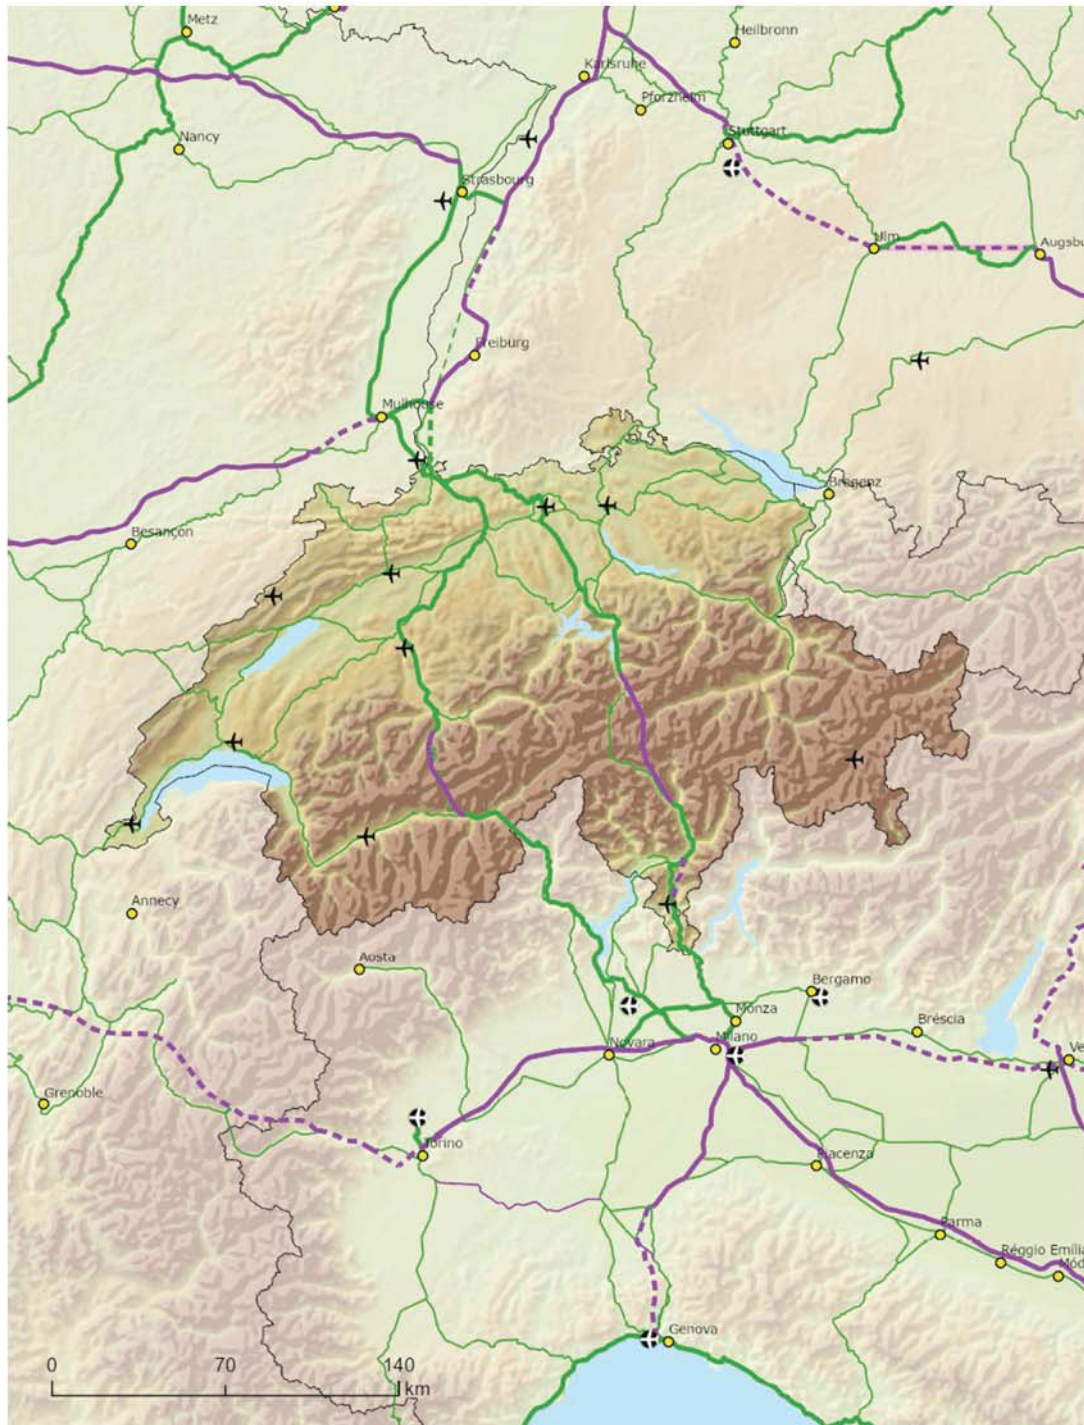 Metz
Heilbronn
Karlsruhe
Pforzheim
Nancy
Stuttgart
Strasbourg
Ulm
Augsbu
Freiburg
Mulhouse
Bregenz
Besançon
Annecy
Aosta
Bergamo
Monza
Bréscia
Milano
Novara
Ve
Grenoble
Torino
Piacenza
Parma
Réggio Emília
Mód
Genova
0 70 140
km